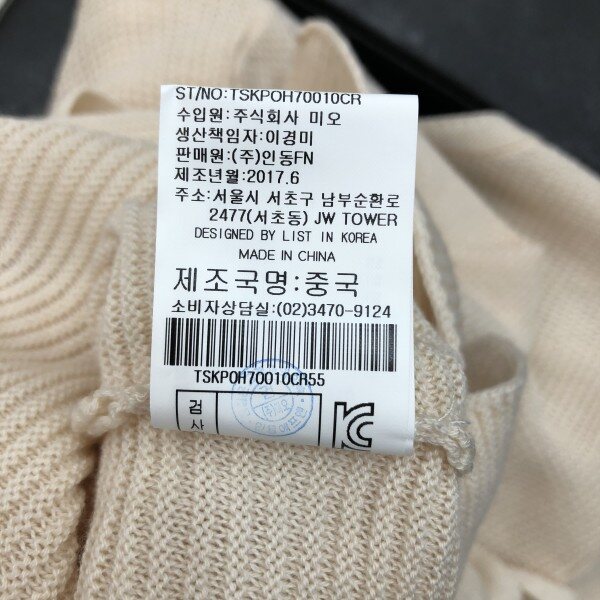 ST/NO:TSKPOH70010CR
수입원:주식회사 미오
생산책임자:이경미
판매원:(주)인동FN
제조년월:2017.6
주소:서울시 서초구 남부순환로
2477(서초동) JW TOWER
DESIGNED BY LIST IN KOREA
MADE IN CHINA
제조국명:중국
소비자상담실:(02)3470-9124
TSKPOH70010CR55
검사